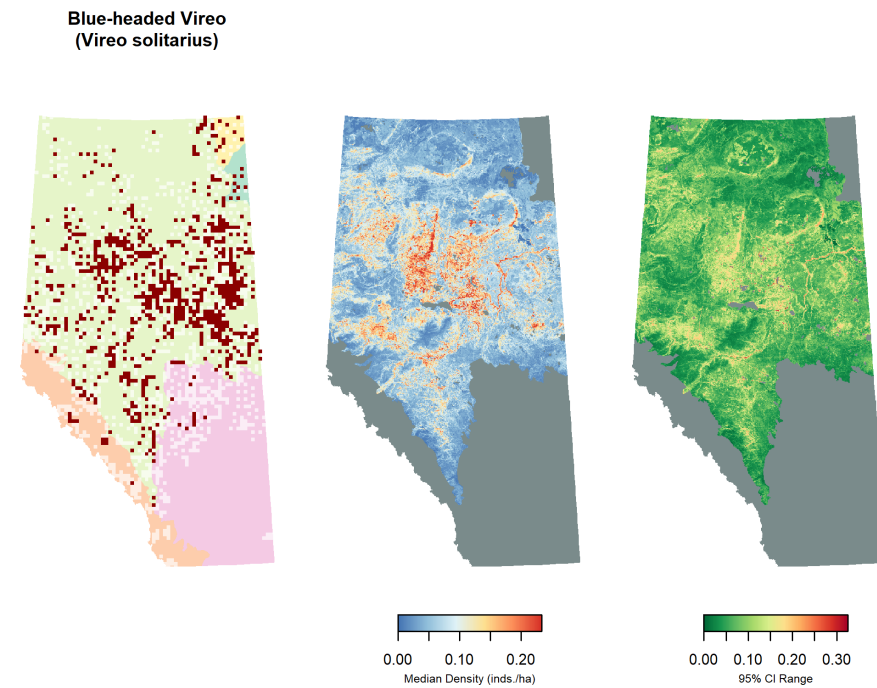 Blue-headed Vireo
(Vireo solitarius)
0.00 0.10 0.20
Median Density (inds./ha)
0.00 0.10 0.20 0.30
95% CI Range